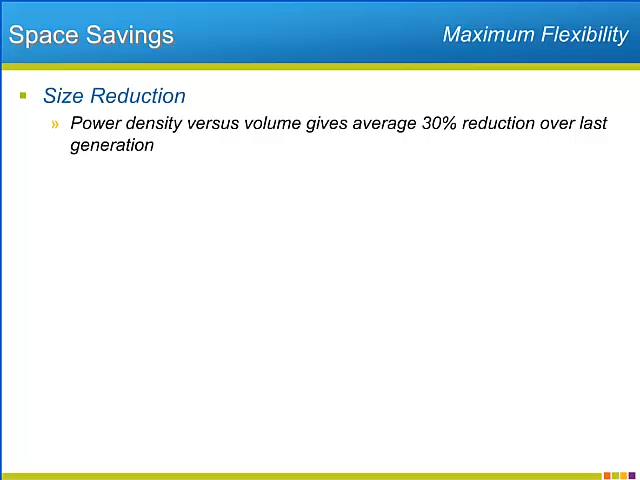 Space Savings
Maximum Flexibility
▪ Size Reduction
» Power density versus volume gives average 30% reduction over last
generation